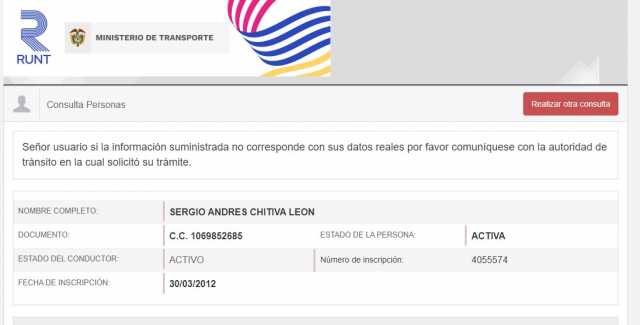 RUNT
MINISTERIO DE TRANSPORTE
Consulta Personas
Realizar otra consulta
Señor usuario si la información suministrada no corresponde con sus datos reales por favor comuníquese con la autoridad de
tránsito en la cual solicitó su trámite.
NOMBRE COMPLETO: SERGIO ANDRES CHITIVA LEON
DOCUMENTO: C.C. 1069852685 ESTADO DE LA PERSONA: ACTIVA
ESTADO DEL CONDUCTOR: ACTIVO Número de inscripción: 4055574
FECHA DE INSCRIPCIÓN: 30/03/2012